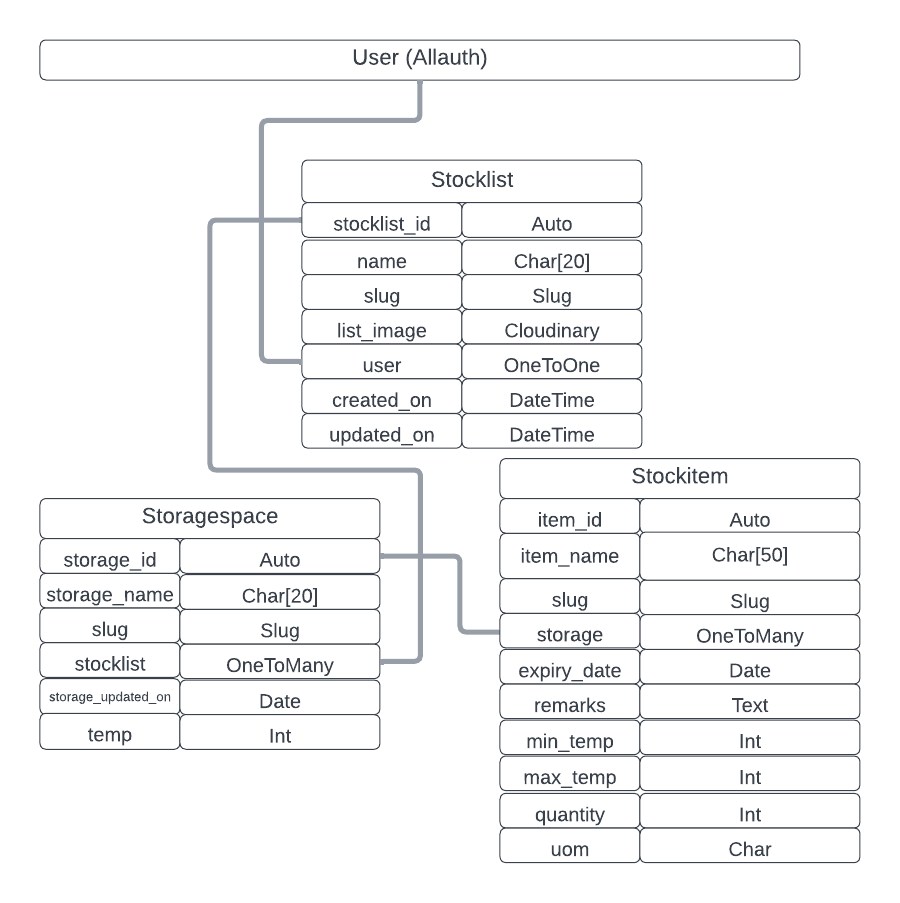 User (Allauth)
Stocklist
stocklist_id Auto
name Char[20]
slug Slug
list_image Cloudinary
user OneToOne
created_on DateTime
updated_on DateTime
Storagespace
storage_id Auto
storage_name Char[20]
slug Slug
stocklist OneToMany
storage_updated_on Date
temp Int
Stockitem
item_id Auto
item_name Char[50]
slug Slug
storage OneToMany
expiry_date Date
remarks Text
min_temp Int
max_temp Int
quantity Int
uom Char